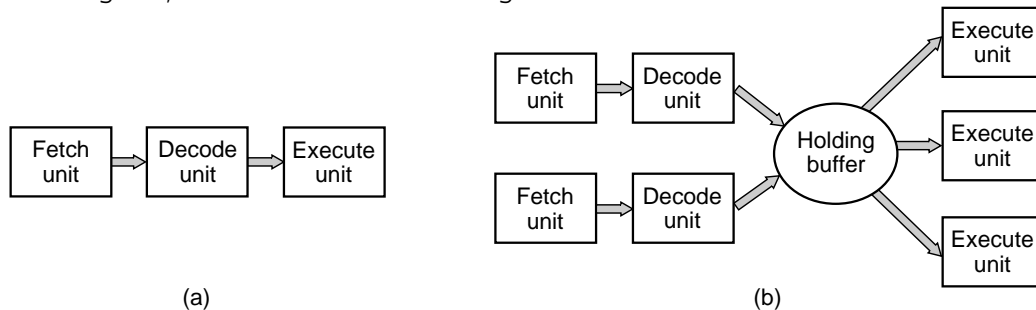 Fetch
unit
Decode
unit
Execute
unit
(a)
Fetch
unit
Decode
unit
Fetch
unit
Decode
unit
Holding
buffer
Execute
unit
Execute
unit
Execute
unit
(b)